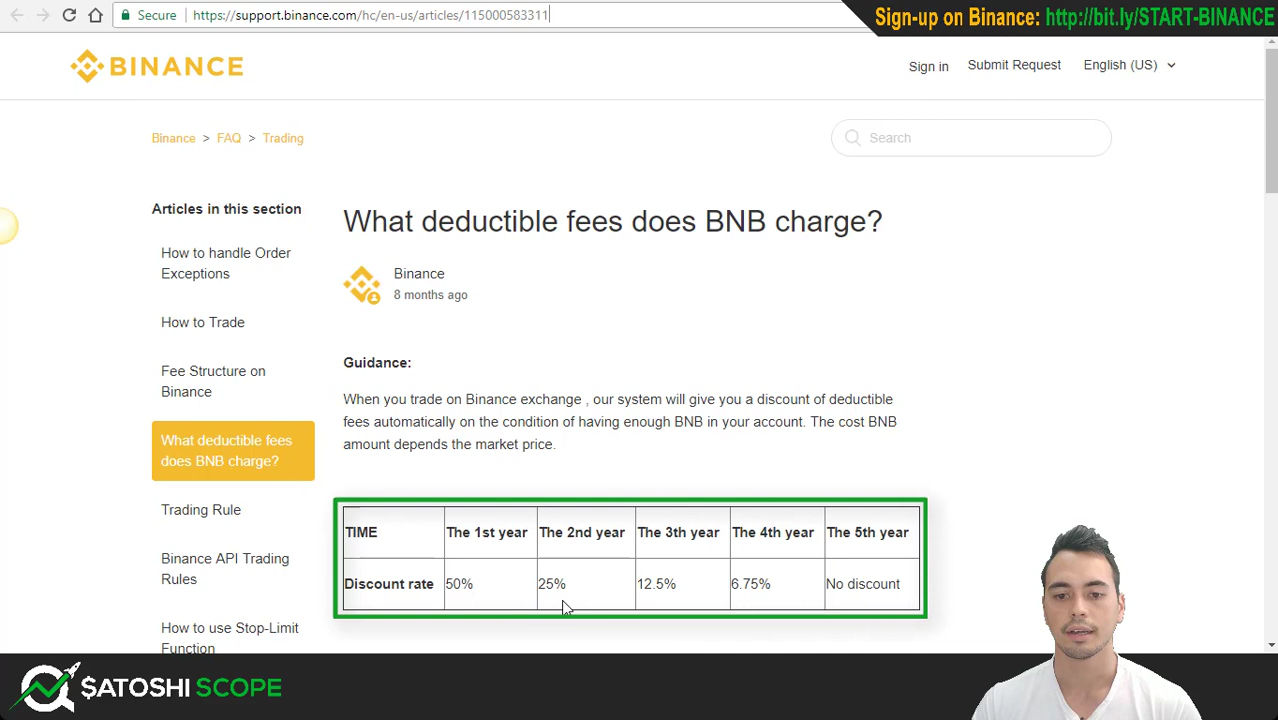 Secure https://support.binance.com/hc/en-us/articles/115000583311
Sign-up on Binance: http://bit.ly/START-BINANCE
BINANCE
Sign in
Submit Request
English (US)
Binance > FAQ > Trading
Search
Articles in this section
How to handle Order
Exceptions
How to Trade
Fee Structure on
Binance
What deductible fees
does BNB charge?
Trading Rule
Binance API Trading
Rules
How to use Stop-Limit
Function
What deductible fees does BNB charge?
Binance
8 months ago
Guidance:
When you trade on Binance exchange , our system will give you a discount of deductible
fees automatically on the condition of having enough BNB in your account. The cost BNB
amount depends the market price.
TIME The 1st year The 2nd year The 3th year The 4th year The 5th year
Discount rate 50% 25% 12.5% 6.75% No discount
$ATOSHI SCOPE